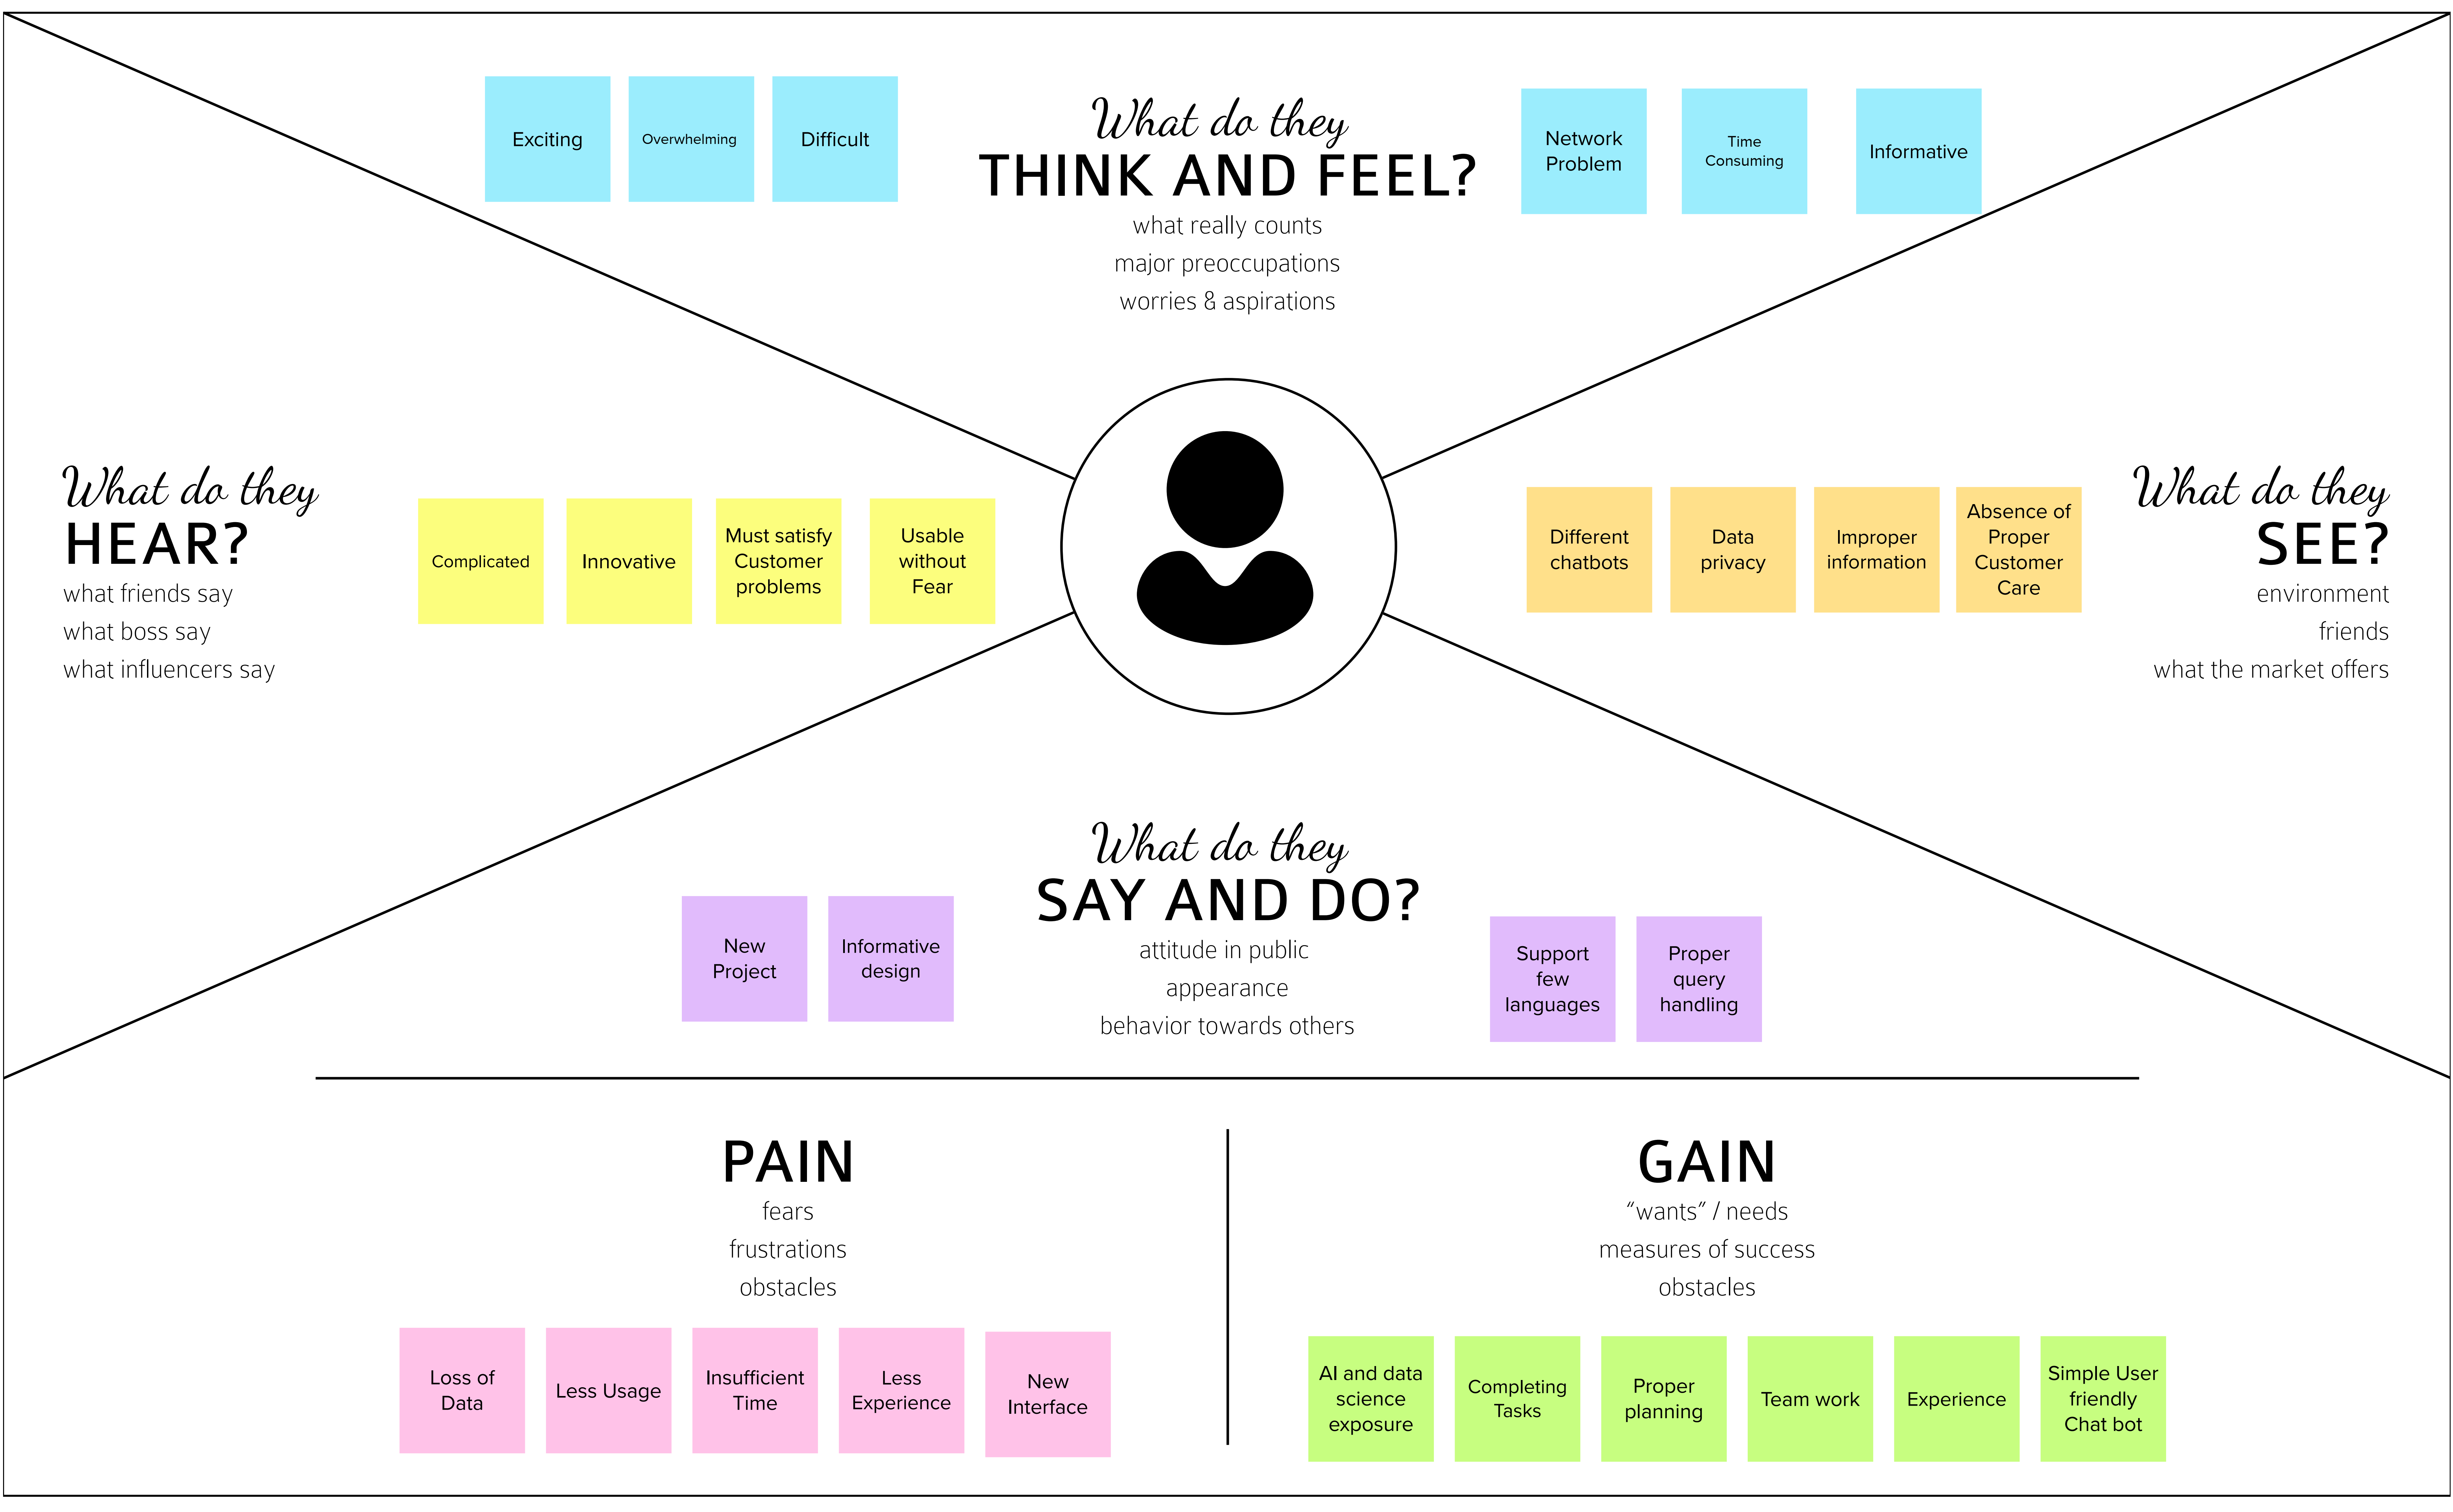 Exciting
Overwhelming
Difficult
What do they
THINK AND FEEL?
what really counts
major preoccupations
worries & aspirations
Network
Problem
Time
Consuming
Informative
What do they
HEAR?
what friends say
what boss say
what influencers say
Complicated
Innovative
Must satisfy
Customer
problems
Usable
without
Fear
Different
chatbots
Data
privacy
Improper
information
Absence of
Proper
Customer
Care
What do they
SEE?
environment
friends
what the market offers
New
Project
Informative
design
What do they
SAY AND DO?
attitude in public
appearance
behavior towards others
Support
few
languages
Proper
query
handling
PAIN
fears
frustrations
obstacles
Loss of
Data
Less Usage
Insufficient
Time
Less
Experience
New
Interface
GAIN
“wants” / needs
measures of success
obstacles
AI and data
science
exposure
Completing
Tasks
Proper
planning
Team work
Experience
Simple User
friendly
Chat bot